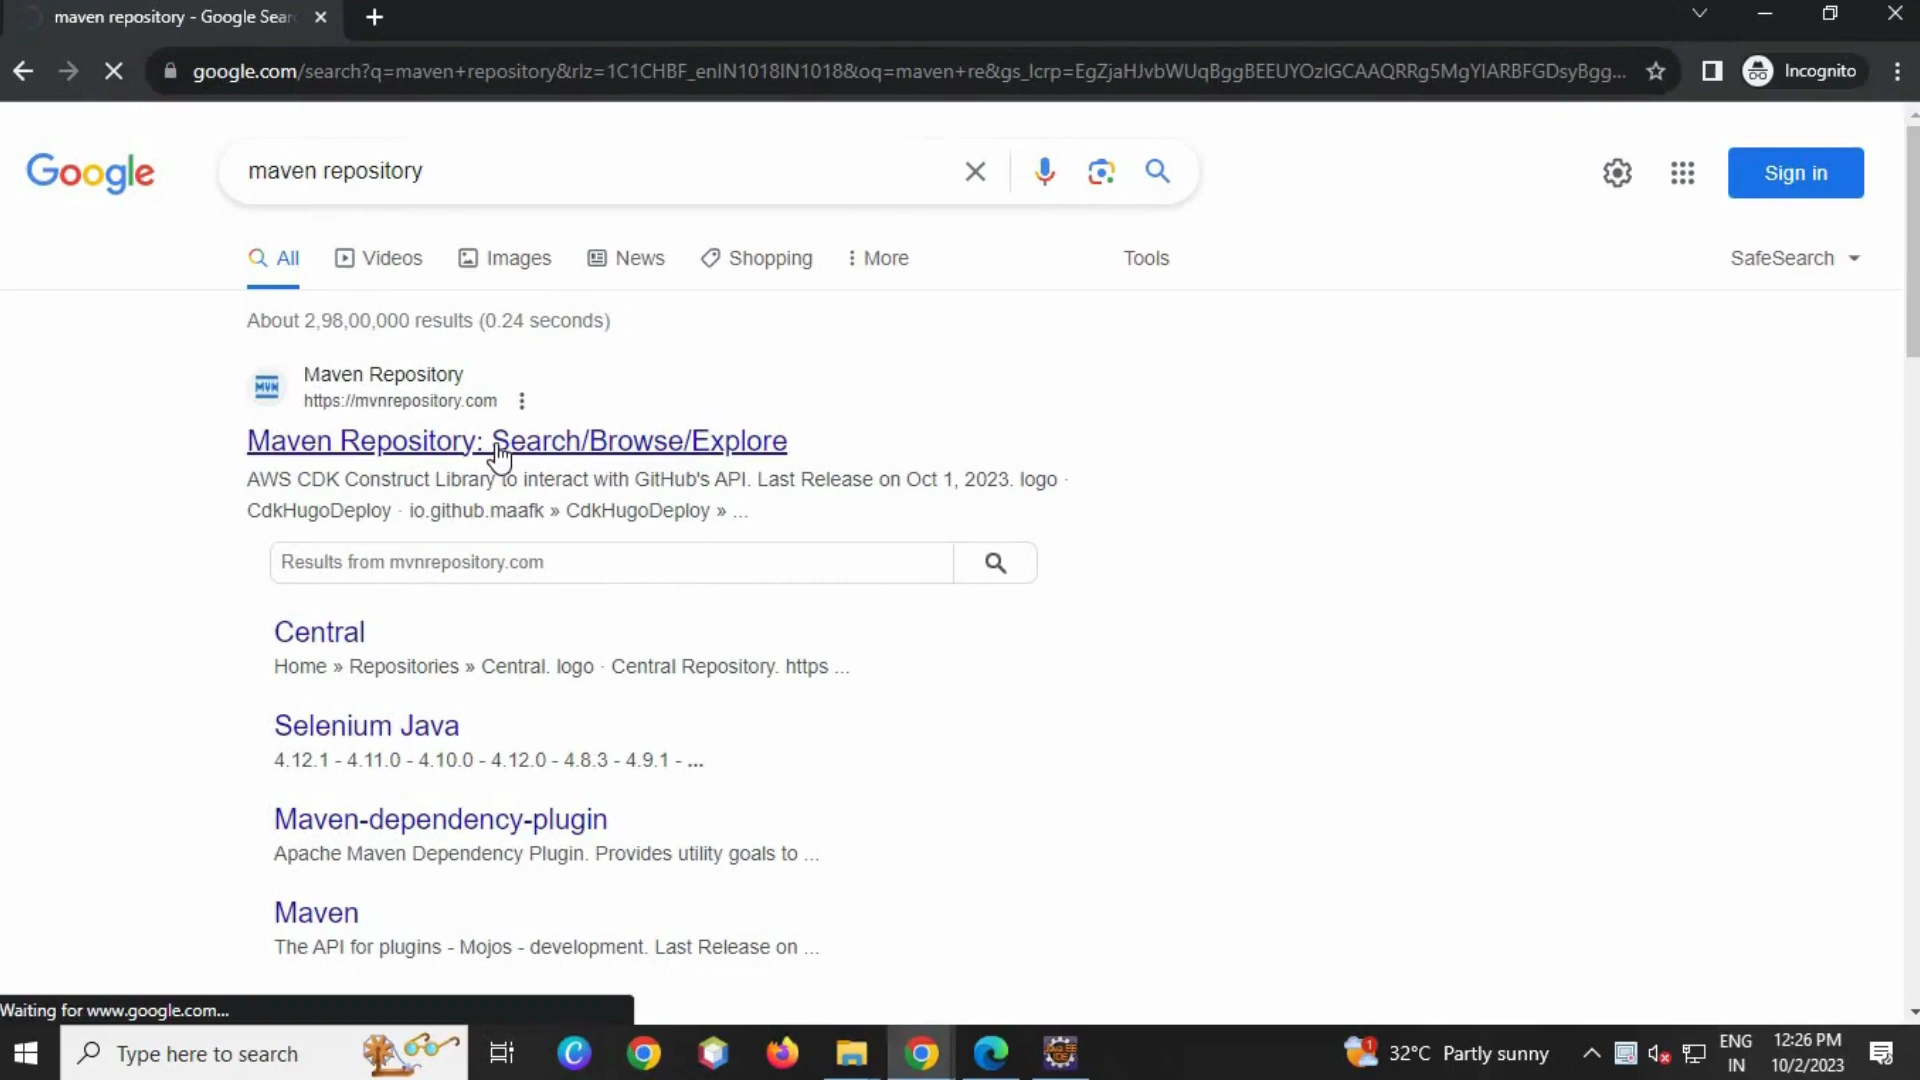 maven repository - Google Sear
google.com/search?q=maven+repository&rlz=1C1CHBF_enIN1018IN1018&oq=maven+re&gs_lcrp=EgZjaHJvbWUqBggBEEUYOzIGCAAQRRg5MgYIARBFGDsyBgg...
Incognito
Google
maven repository
Sign in
All
Videos
Images
News
Shopping
More
Tools
SafeSearch
About 2,98,00,000 results (0.24 seconds)
MVN
Maven Repository
https://mvnrepository.com
Maven Repository: Search/Browse/Explore
AWS CDK Construct Library to interact with GitHub's API. Last Release on Oct 1, 2023. logo ·
CdkHugoDeploy · io.github.maafk » CdkHugoDeploy » ...
Results from mvnrepository.com
Central
Home » Repositories » Central. logo · Central Repository. https ...
Selenium Java
4.12.1 - 4.11.0 - 4.10.0 - 4.12.0 - 4.8.3 - 4.9.1 - ...
Maven-dependency-plugin
Apache Maven Dependency Plugin. Provides utility goals to ...
Maven
The API for plugins - Mojos - development. Last Release on ...
Waiting for www.google.com...
Type here to search
1
32°C Partly sunny
ENG
IN
12:26 PM
10/2/2023